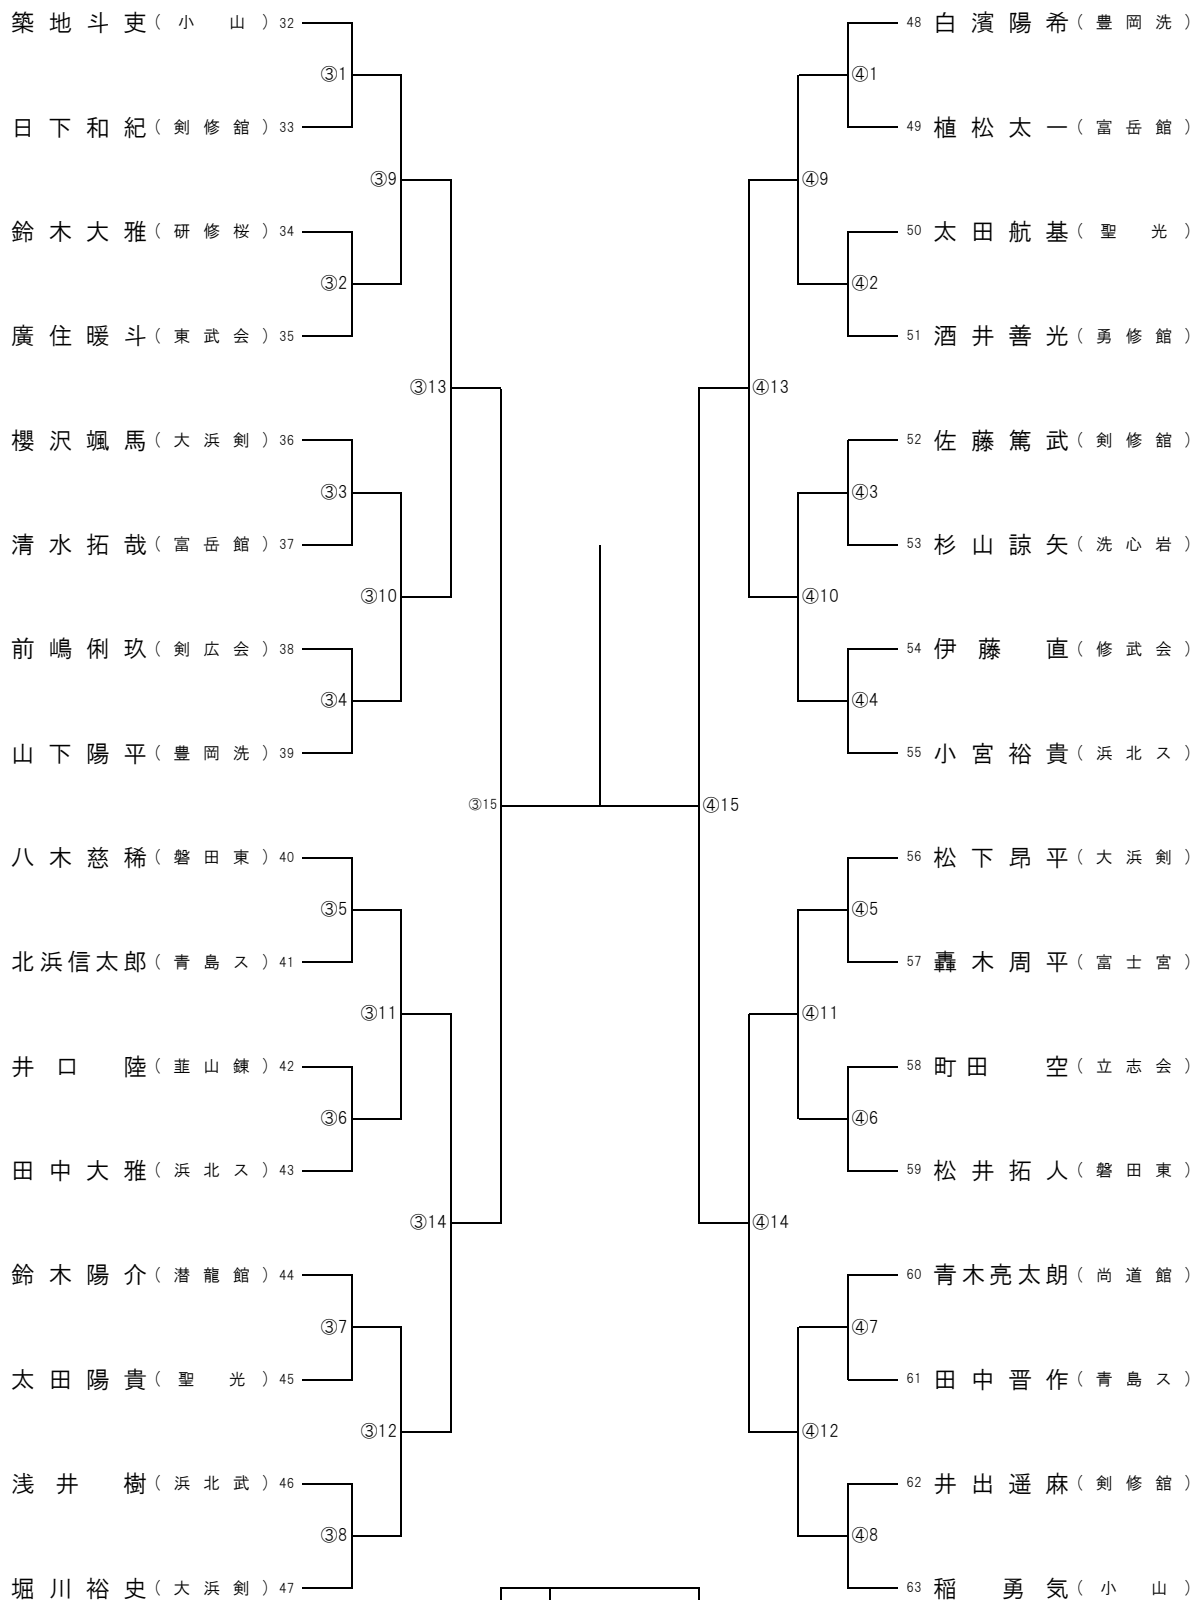 築地斗吏（小山）32
③1
日下和紀（剣修舘）33
③9
鈴木大雅（研修桜）34
③2
廣住暖斗（東武会）35
③13
櫻沢颯馬（大浜剣）36
③3
清水拓哉（富岳館）37
③10
前嶋俐玖（剣広会）38
③4
山下陽平（豊岡洗）39
③15
八木慈稀（磐田東）40
③5
北浜信太郎（青島ス）41
③11
井口陸（韮山錬）42
③6
田中大雅（浜北ス）43
③14
鈴木陽介（潜龍館）44
③7
太田陽貴（聖光）45
③12
浅井樹（浜北武）46
③8
堀川裕史（大浜剣）47
48 白濱陽希（豊岡洗）
④1
49 植松太一（富岳館）
④9
50 太田航基（聖光）
④2
51 酒井善光（勇修館）
④13
52 佐藤篤武（剣修舘）
④3
53 杉山諒矢（洗心岩）
④10
54 伊藤直（修武会）
④4
55 小宮裕貴（浜北ス）
④15
56 松下昂平（大浜剣）
④5
57 轟木周平（富士宮）
④11
58 町田空（立志会）
④6
59 松井拓人（磐田東）
④14
60 青木亮太朗（尚道館）
④7
61 田中晋作（青島ス）
④12
62 井出遥麻（剣修舘）
④8
63 稲勇気（小山）